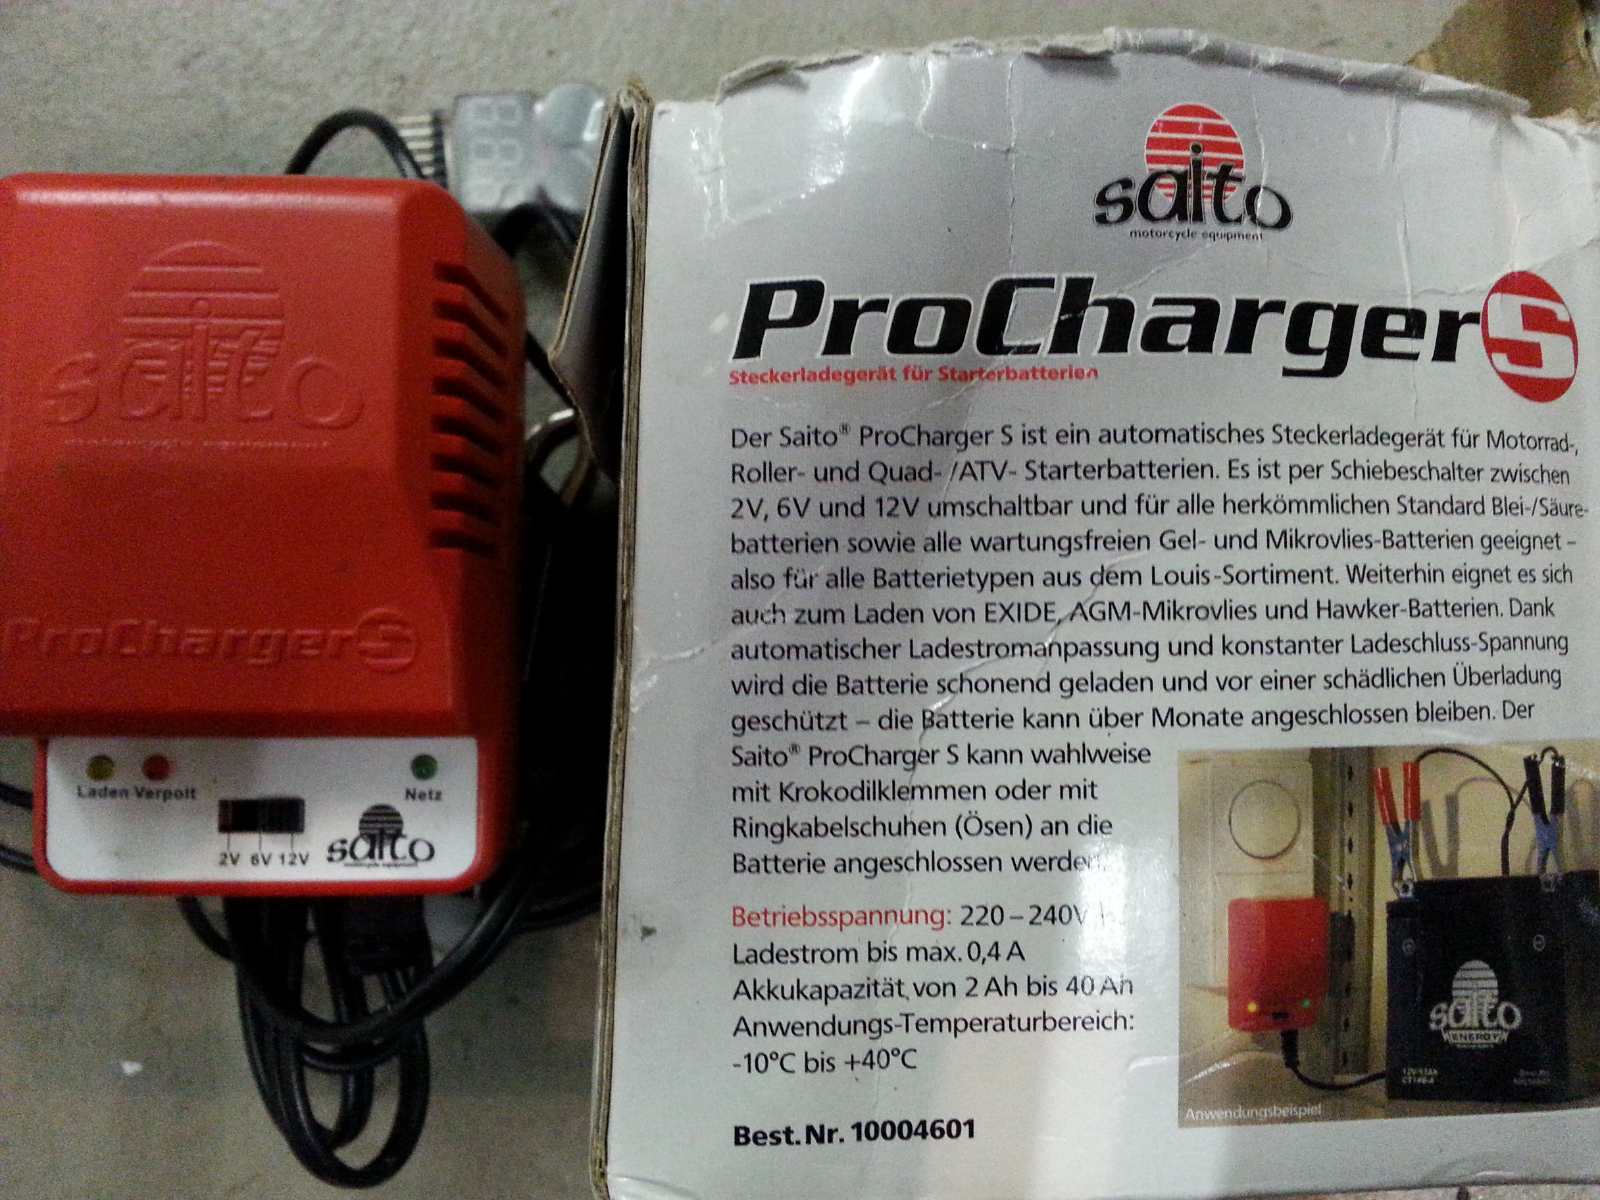 saito
ProCharger S
Laden Verpolt
Netz
2V 6V 12V
saito
saito
motorcycle equipment
ProCharger S
Steckerladegerät für Starterbatterien
Der Saito® ProCharger S ist ein automatisches Steckerladegerät für Motorrad-,
Roller- und Quad- /ATV- Starterbatterien. Es ist per Schiebeschalter zwischen
2V, 6V und 12V umschaltbar und für alle herkömmlichen Standard Blei-/Säure-
batterien sowie alle wartungsfreien Gel- und Mikrovlies-Batterien geeignet –
also für alle Batterietypen aus dem Louis-Sortiment. Weiterhin eignet es sich
auch zum Laden von EXIDE, AGM-Mikrovlies und Hawker-Batterien. Dank
automatischer Ladestromanpassung und konstanter Ladeschluss-Spannung
wird die Batterie schonend geladen und vor einer schädlichen Überladung
geschützt – die Batterie kann über Monate angeschlossen bleiben. Der
Saito® ProCharger S kann wahlweise
mit Krokodilklemmen oder mit
Ringkabelschuhen (Ösen) an die
Batterie angeschlossen werden.
Betriebsspannung: 220 – 240V
Ladestrom bis max. 0,4 A
Akkukapazität von 2 Ah bis 40 Ah
Anwendungs-Temperaturbereich:
-10°C bis +40°C
Best.Nr. 10004601
saito
ENERGY
Anwendungsbeispiel